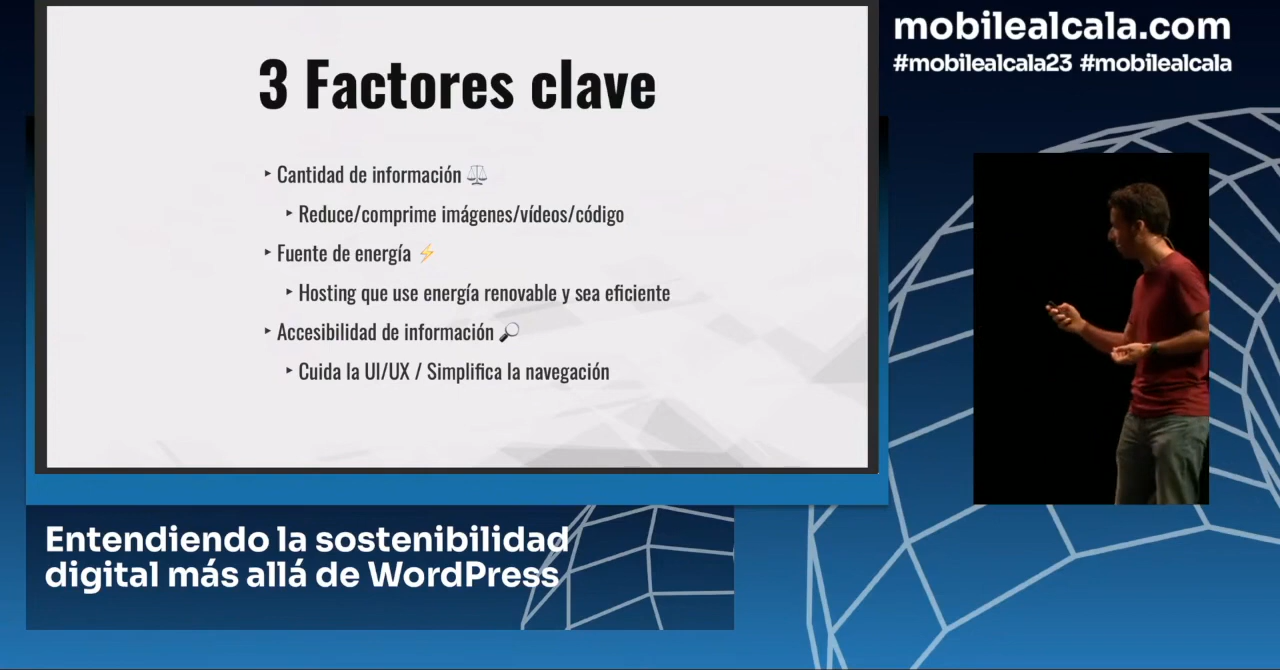 3 Factores clave
‣ Cantidad de información ⚖️
‣ Reduce/comprime imágenes/vídeos/código
‣ Fuente de energía ⚡
‣ Hosting que use energía renovable y sea eficiente
‣ Accesibilidad de información 🔎
‣ Cuida la UI/UX / Simplifica la navegación
mobilealcala.com
#mobilealcala23 #mobilealcala
Entendiendo la sostenibilidad
digital más allá de WordPress